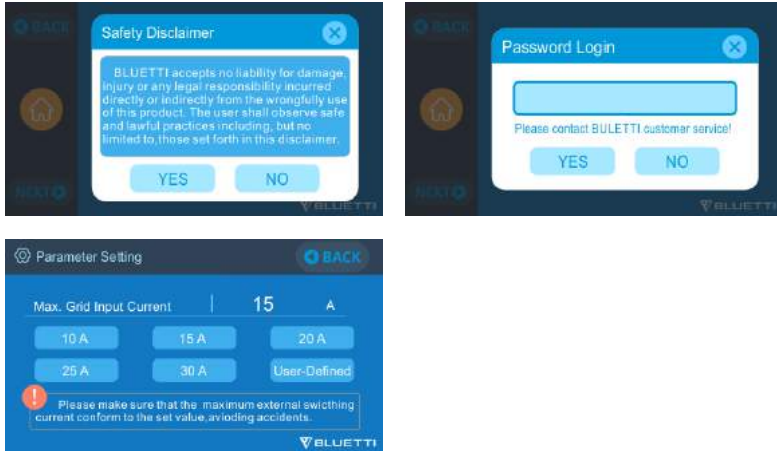 BACK
Safety Disclaimer
BLUETTI accepts no liability for damage,
injury or any legal responsibility incurred
directly or indirectly from the wrongfully use
of this product. The user shall observe safe
and lawful practices including, but no
limited to,those set forth in this disclaimer.
YES NO
NEXT
BLUETTI
BACK
Password Login
Please contact BULETTI customer service!
YES NO
NEXT
BLUETTI
Parameter Setting BACK
Max. Grid Input Current 15 A
10 A 15 A 20 A
25 A 30 A User-Defined
! Please make sure that the maximum external swicthing
current conform to the set value,avioding accidents.
BLUETTI